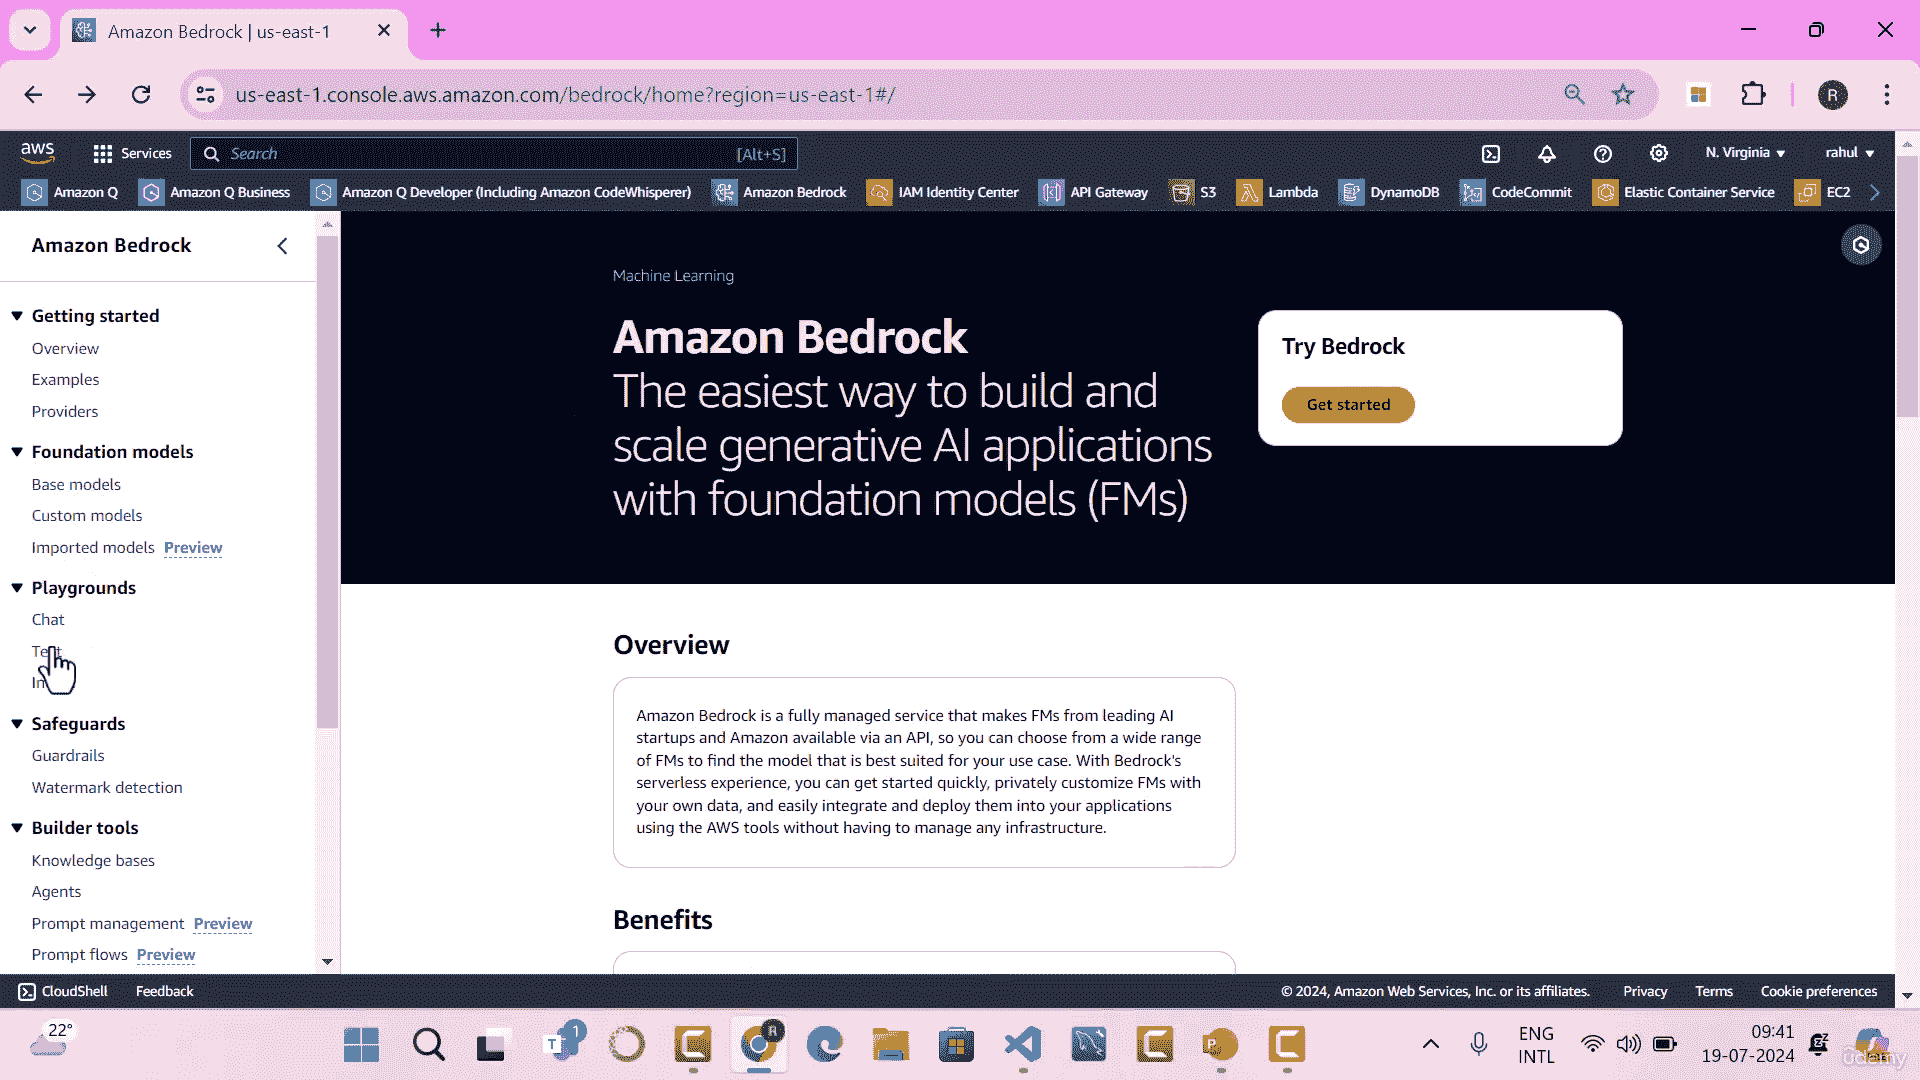 Amazon Bedrock | us-east-1
us-east-1.console.aws.amazon.com/bedrock/home?region=us-east-1#/
R
aws
Services
Search
[Alt+S]
N. Virginia
rahul
Amazon Q
Amazon Q Business
Amazon Q Developer (Including Amazon CodeWhisperer)
Amazon Bedrock
IAM Identity Center
API Gateway
S3
Lambda
DynamoDB
CodeCommit
Elastic Container Service
EC2
Amazon Bedrock
Getting started
Overview
Examples
Providers
Foundation models
Base models
Custom models
Imported models Preview
Playgrounds
Chat
Safeguards
Guardrails
Watermark detection
Builder tools
Knowledge bases
Agents
Prompt management Preview
Prompt flows Preview
Machine Learning
Amazon Bedrock
The easiest way to build and
scale generative AI applications
with foundation models (FMs)
Try Bedrock
Get started
Overview
Amazon Bedrock is a fully managed service that makes FMs from leading AI
startups and Amazon available via an API, so you can choose from a wide range
of FMs to find the model that is best suited for your use case. With Bedrock's
serverless experience, you can get started quickly, privately customize FMs with
your own data, and easily integrate and deploy them into your applications
using the AWS tools without having to manage any infrastructure.
Benefits
CloudShell
Feedback
© 2024, Amazon Web Services, Inc. or its affiliates.
Privacy
Terms
Cookie preferences
22°
T
1
R
P
ENG
INTL
09:41
19-07-2024
udemy